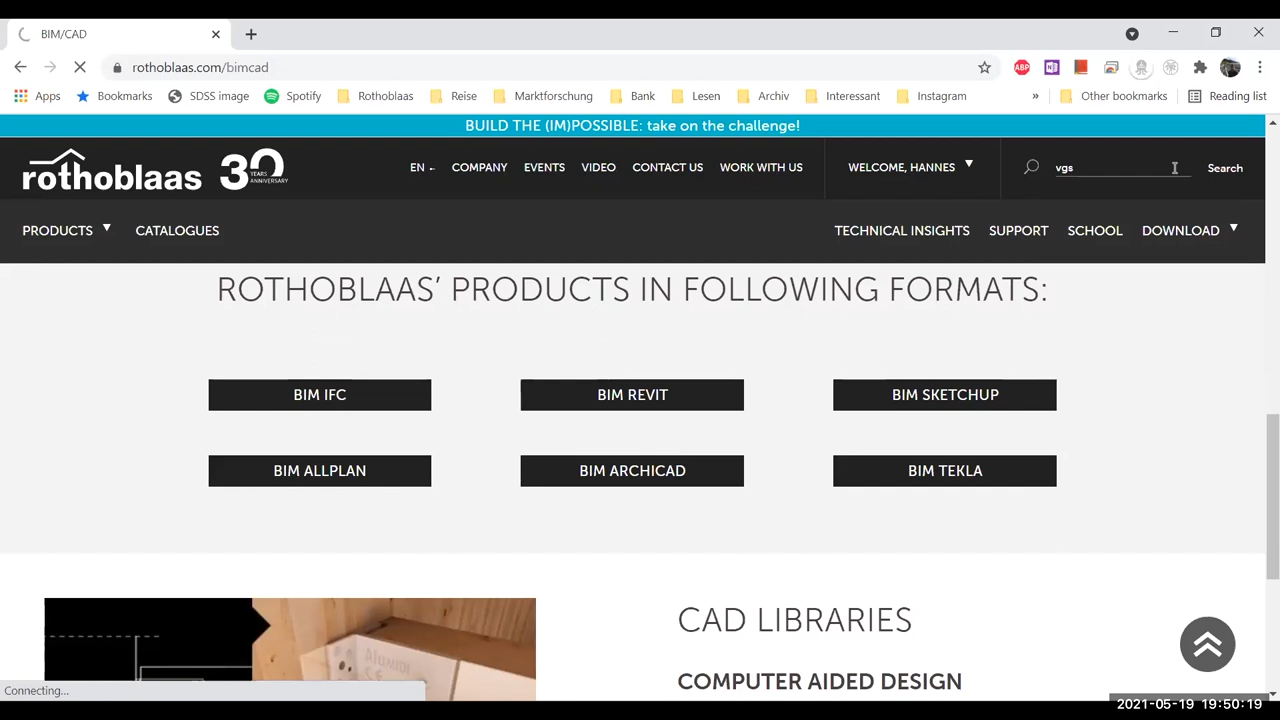 BIM/CAD
rothoblaas.com/bimcad
ABP
Apps Bookmarks SDSS image Spotify Rothoblaas Reise Marktforschung Bank Lesen Archiv Interessant Instagram » Other bookmarks Reading list
BUILD THE (IM)POSSIBLE: take on the challenge!
rothoblaas 30 YEARS ANNIVERSARY
EN COMPANY EVENTS VIDEO CONTACT US WORK WITH US WELCOME, HANNES vgs Search
PRODUCTS CATALOGUES TECHNICAL INSIGHTS SUPPORT SCHOOL DOWNLOAD
ROTHOBLAAS' PRODUCTS IN FOLLOWING FORMATS:
BIM IFC BIM REVIT BIM SKETCHUP
BIM ALLPLAN BIM ARCHICAD BIM TEKLA
CAD LIBRARIES
AlUMIDI
CE
COMPUTER AIDED DESIGN
Connecting...
2021-05-19 19:50:19